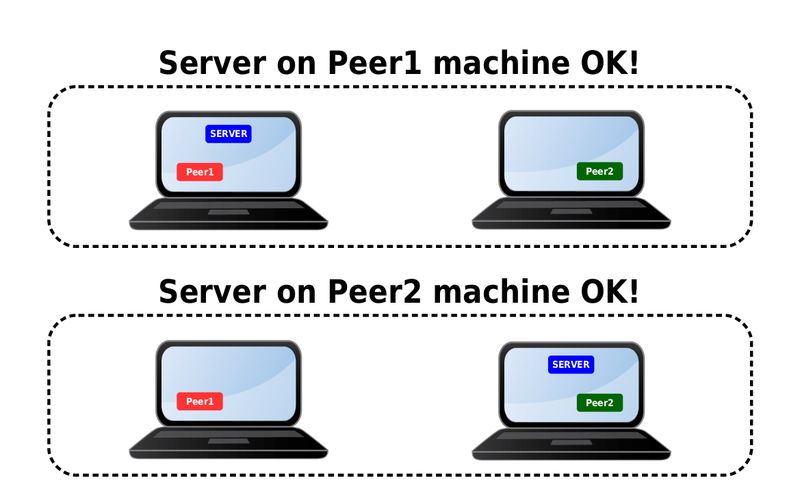 Server on Peer1 machine OK!
SERVER
Peer1
Peer2
Server on Peer2 machine OK!
Peer1
SERVER
Peer2